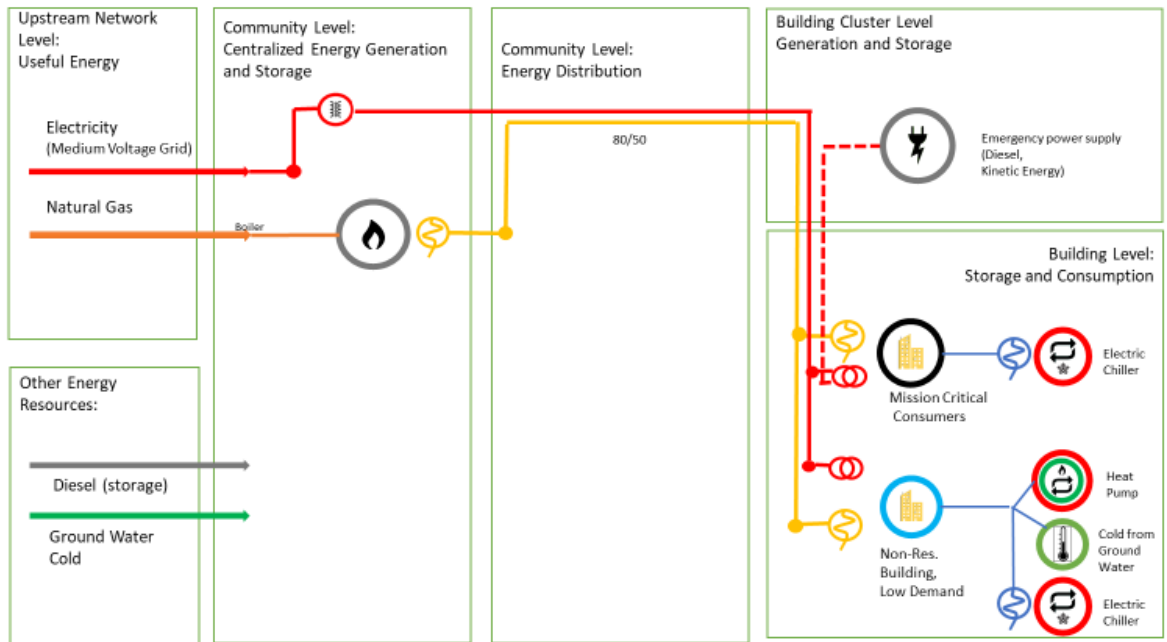 Upstream Network
Level:
Useful Energy
Electricity
(Medium Voltage Grid)
Natural Gas
Other Energy
Resources:
Diesel (storage)
Ground Water
Cold
Community Level:
Centralized Energy Generation
and Storage
Boiler
Community Level:
Energy Distribution
80/50
Building Cluster Level
Generation and Storage
Emergency power supply
(Diesel,
Kinetic Energy)
Building Level:
Storage and Consumption
Mission Critical
Consumers
Electric
Chiller
Non-Res.
Building,
Low Demand
Heat
Pump
Cold from
Ground
Water
Electric
Chiller